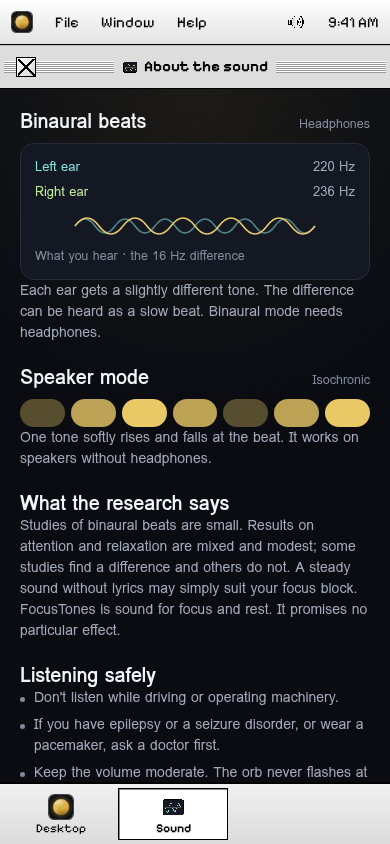 File Window Help 9:41 AM
About the sound
Binaural beats Headphones
Left ear 220 Hz
Right ear 236 Hz
What you hear · the 16 Hz difference
Each ear gets a slightly different tone. The difference
can be heard as a slow beat. Binaural mode needs
headphones.
Speaker mode Isochronic
One tone softly rises and falls at the beat. It works on
speakers without headphones.
What the research says
Studies of binaural beats are small. Results on
attention and relaxation are mixed and modest; some
studies find a difference and others do not. A steady
sound without lyrics may simply suit your focus block.
FocusTones is sound for focus and rest. It promises no
particular effect.
Listening safely
Don't listen while driving or operating machinery.
If you have epilepsy or a seizure disorder, or wear a
pacemaker, ask a doctor first.
Keep the volume moderate. The orb never flashes at
Desktop Sound